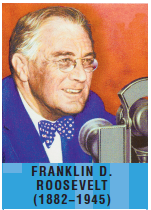 FRANKLIN D.
ROOSEVELT
(1882–1945)